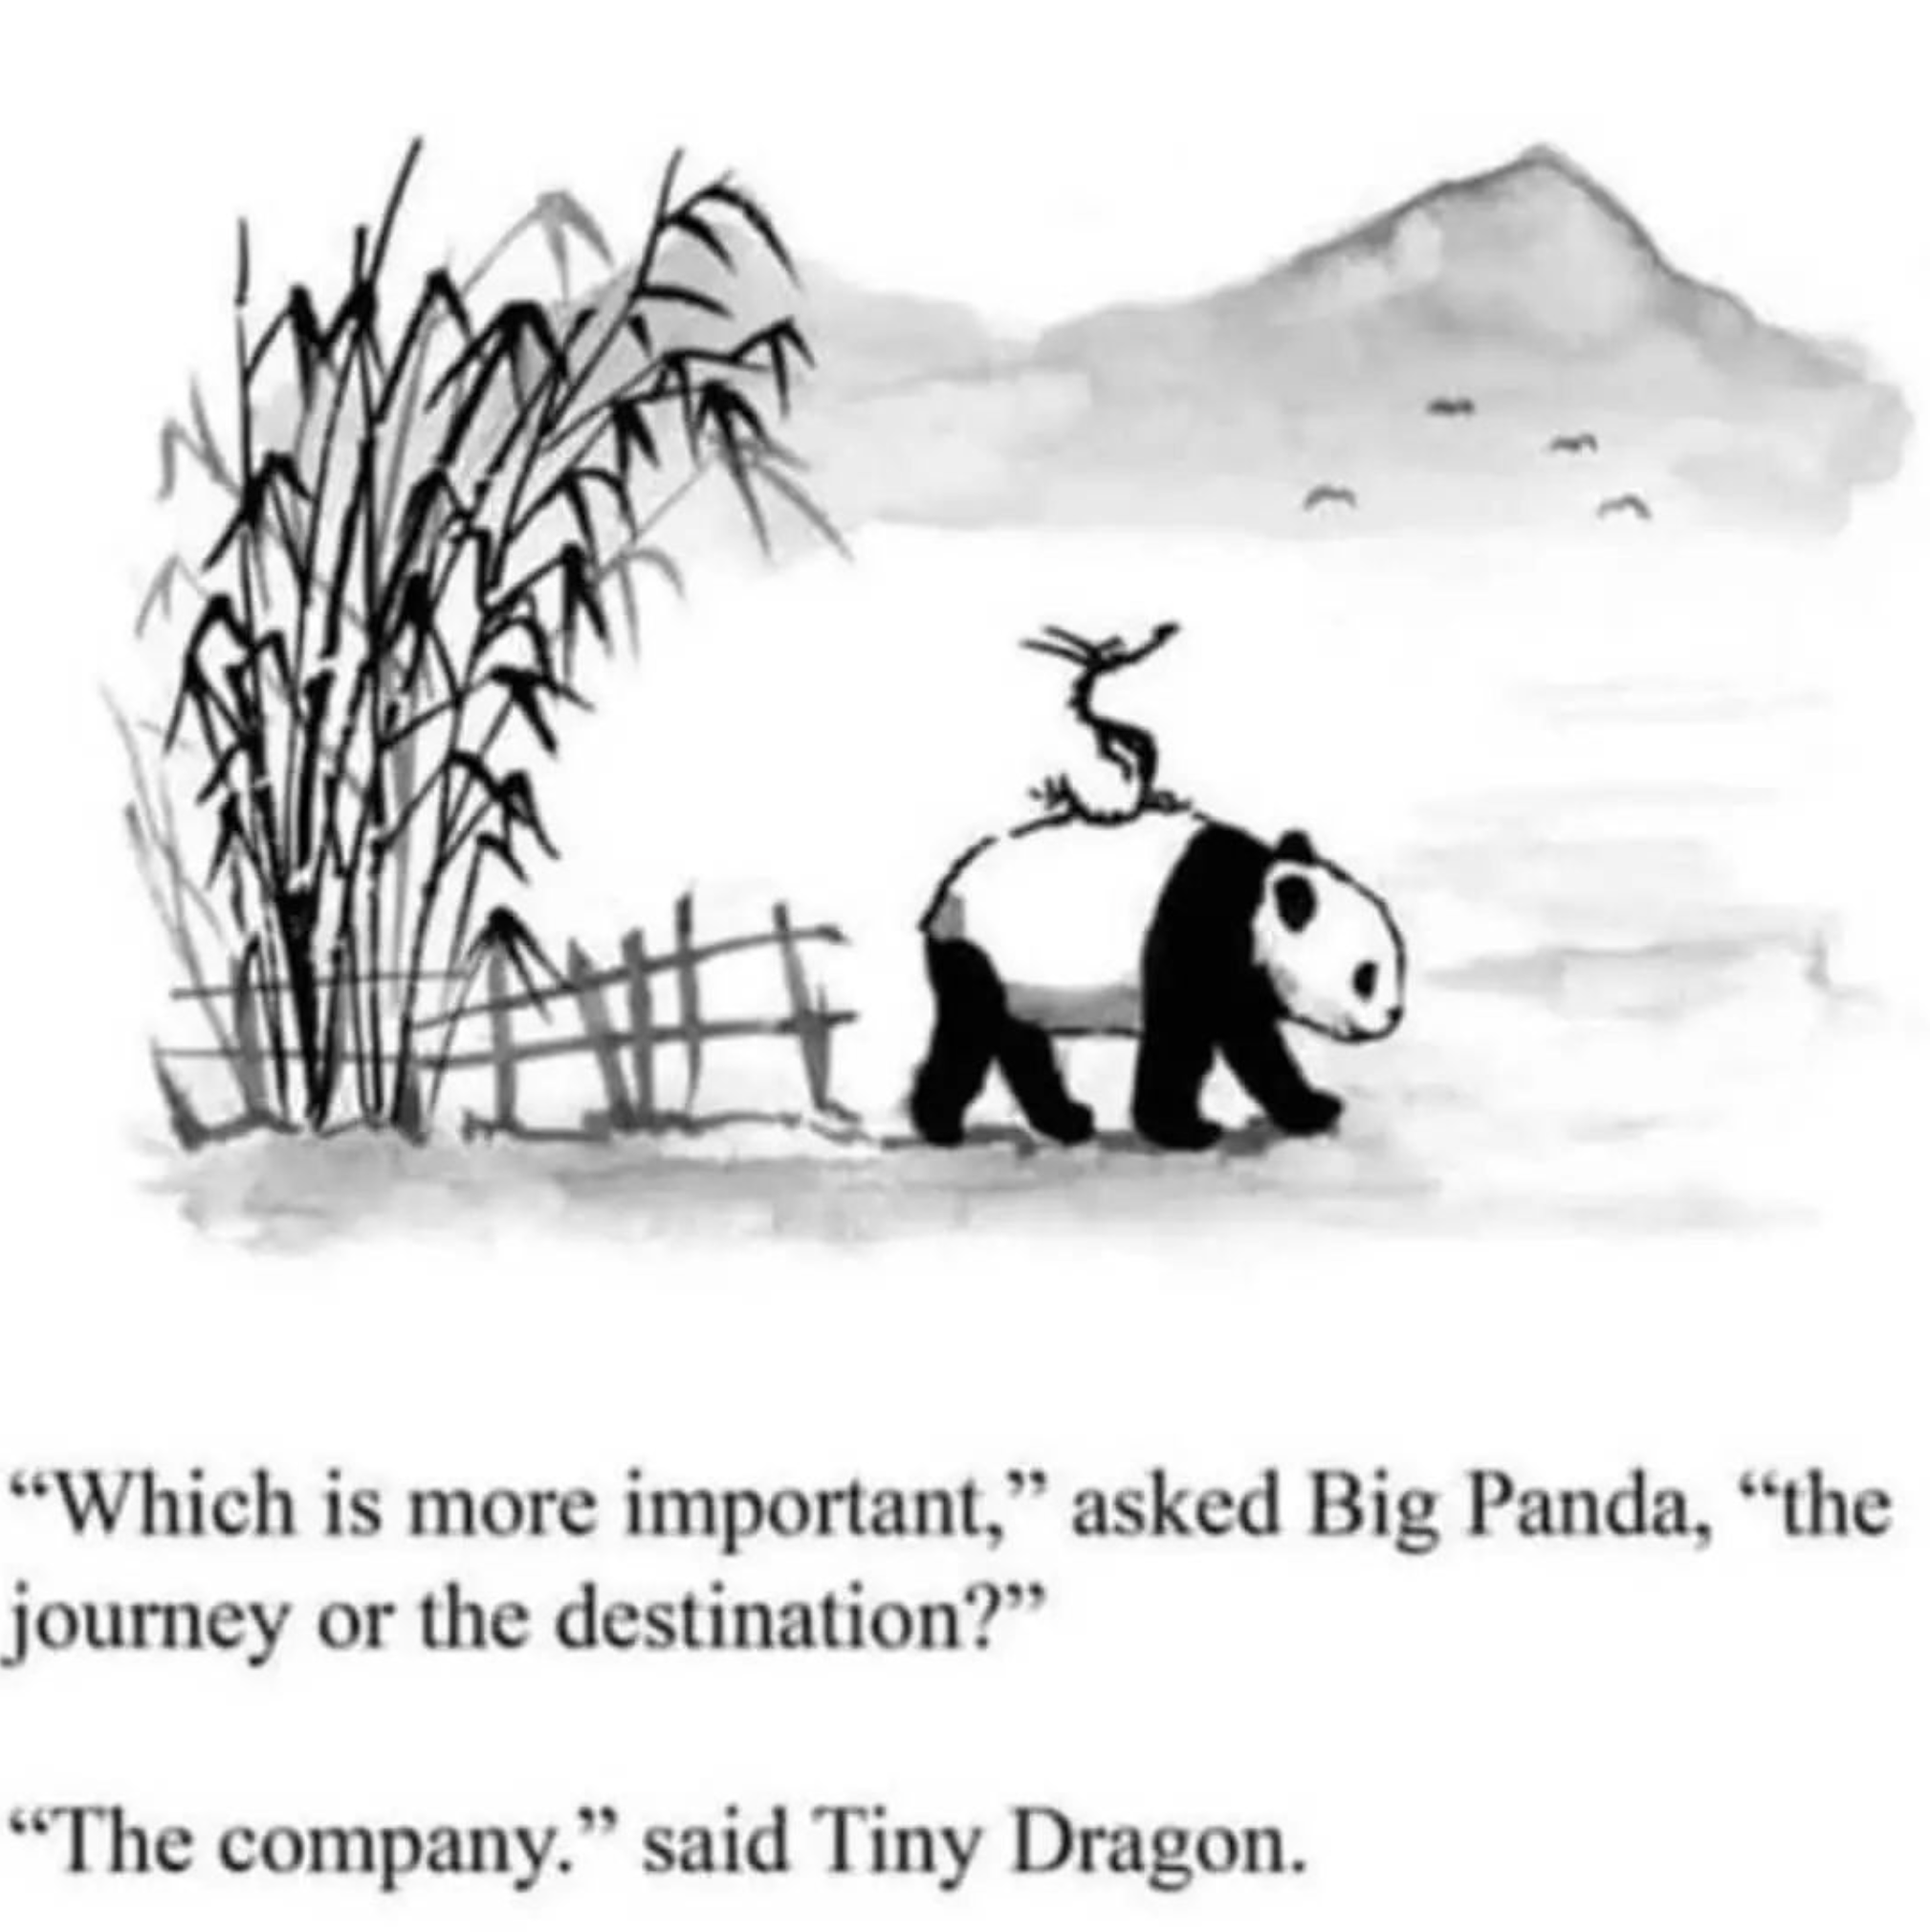 “Which is more important,” asked Big Panda, “the
journey or the destination?”
“The company.” said Tiny Dragon.